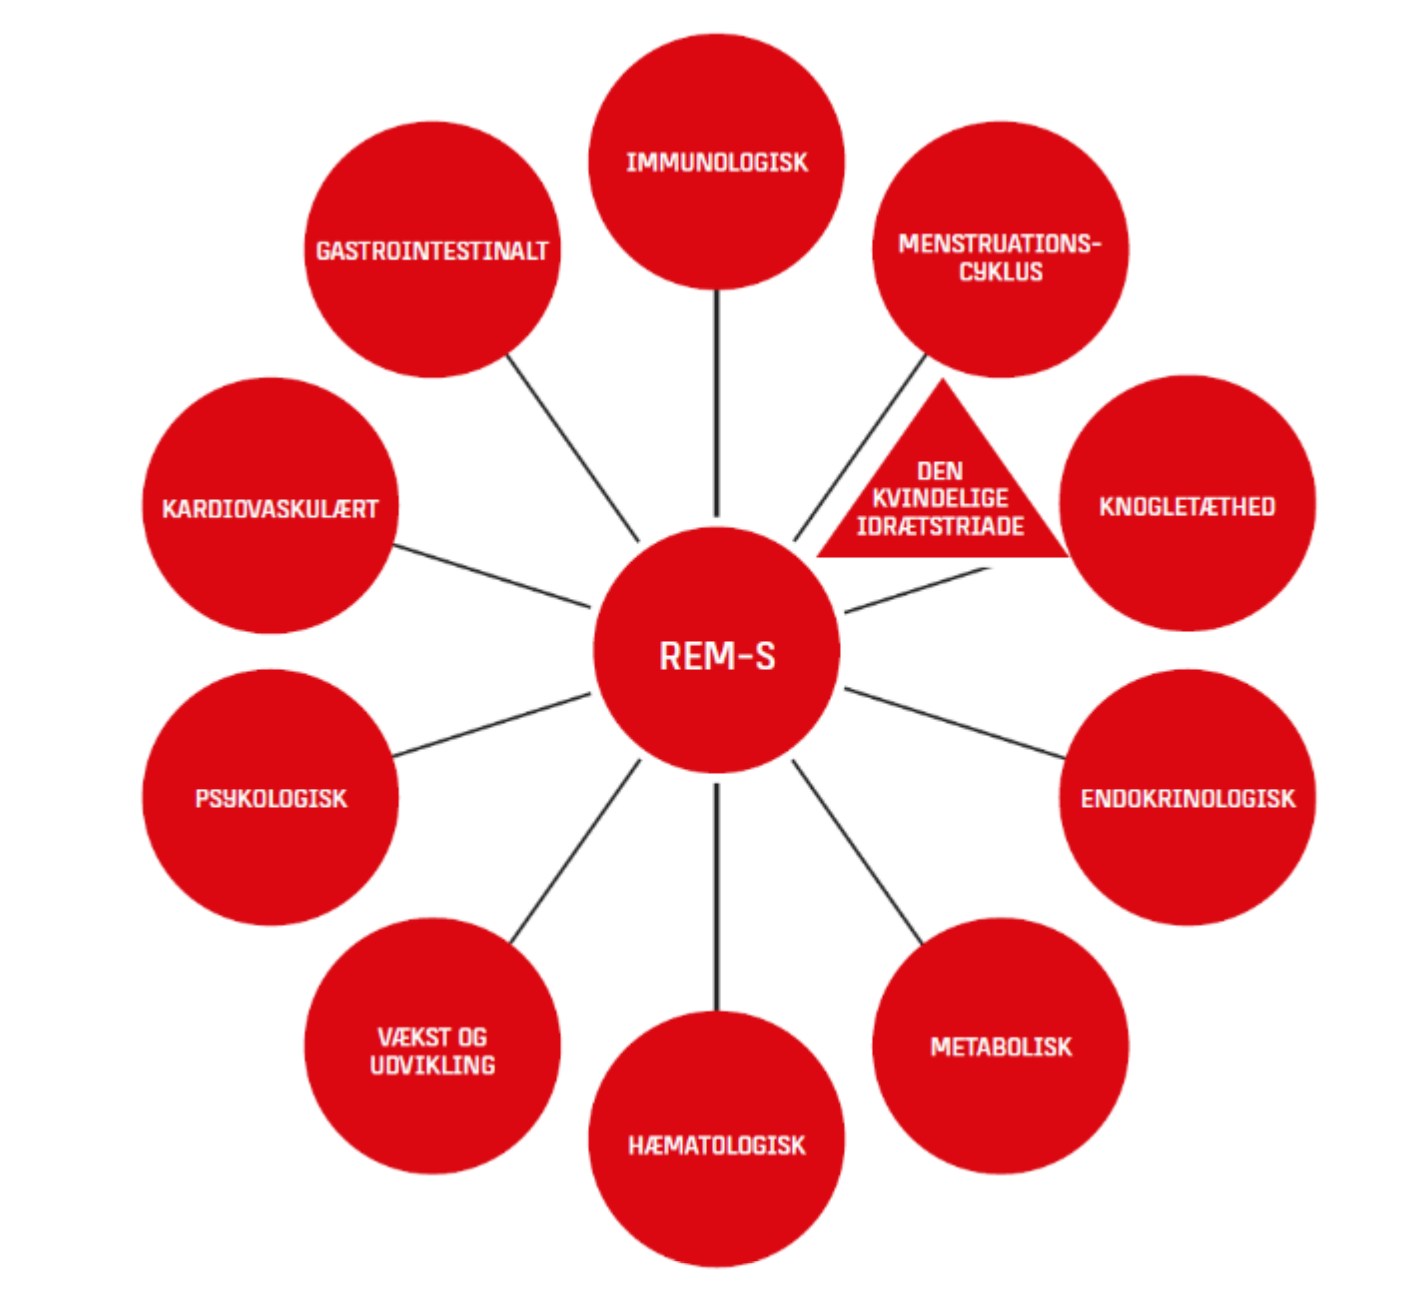 IMMUNOLOGISK
MENSTRUATIONS-
CYKLUS
GASTROINTESTINALT
DEN
KVINDELIGE
IDRÆTSTRIADE
KNOGLETÆTHED
KARDIOVASKULÆRT
REM-S
PSYKOLOGISK
ENDOKRINOLOGISK
VÆKST OG
UDVIKLING
METABOLISK
HÆMATOLOGISK